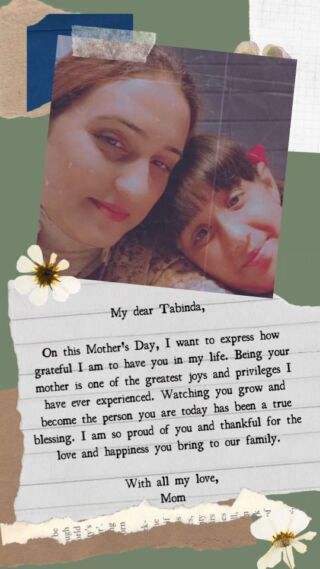 My dear Tabinda,
On this Mother's Day, I want to express how
grateful I am to have you in my life. Being your
mother is one of the greatest joys and privileges I
have ever experienced. Watching you grow and
become the person you are today has been a true
blessing. I am so proud of you and thankful for the
love and happiness you bring to our family.
With all my love,
Mom